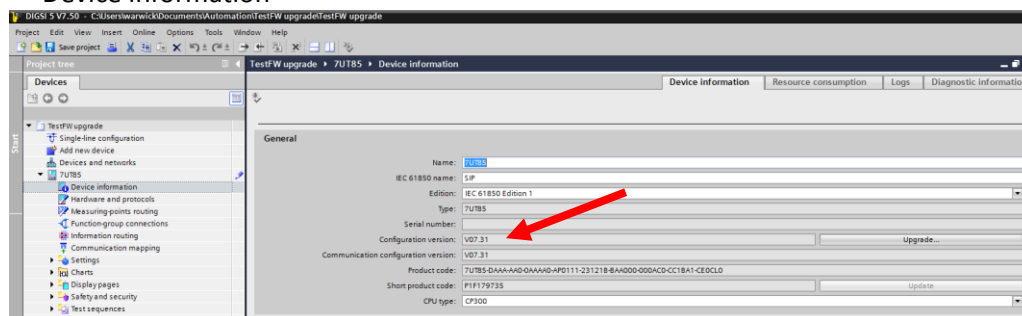 Device information
DIGSI 5 V7.50 - C:\Users\warwick\Documents\Automation\TestFW upgrade\TestFW upgrade
Project Edit View Insert Online Options Tools Window Help
Save project
Project tree
TestFW upgrade ▸ 7UT85 ▸ Device information
Devices
Device information Resource consumption Logs Diagnostic informatio
Start
TestFWupgrade
Single-line configuration
Add new device
Devices and networks
7UT85
Device information
Hardware and protocols
Measuring-points routing
Function-group connections
Information routing
Communication mapping
Settings
Charts
Display pages
Safety and security
Test sequences
General
Name: 7UT85
IEC 61850 name: SIP
Edition: IEC 61850 Edition 1
Type: 7UT85
Serial number:
Configuration version: V07.31 Upgrade...
Communication configuration version: V07.31
Product code: 7UT85-DAAA-AA0-0AAAA0-AP0111-23121B-BAA000-000AC0-CC1BA1-CE0CL0
Short product code: P1F179735 Update
CPU type: CP300